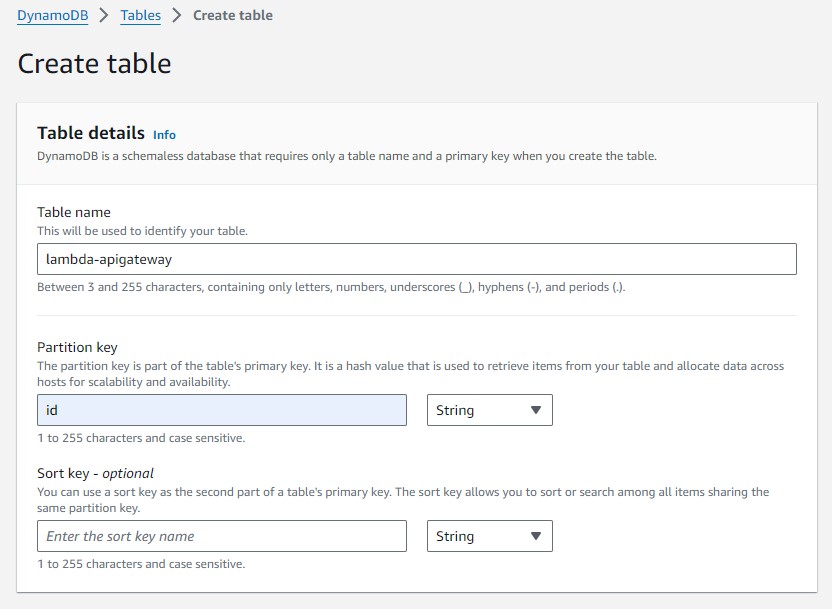 DynamoDB > Tables > Create table
Create table
Table details Info
DynamoDB is a schemaless database that requires only a table name and a primary key when you create the table.
Table name
This will be used to identify your table.
lambda-apigateway
Between 3 and 255 characters, containing only letters, numbers, underscores (_), hyphens (-), and periods (.).
Partition key
The partition key is part of the table's primary key. It is a hash value that is used to retrieve items from your table and allocate data across
hosts for scalability and availability.
id String
1 to 255 characters and case sensitive.
Sort key - optional
You can use a sort key as the second part of a table's primary key. The sort key allows you to sort or search among all items sharing the
same partition key.
Enter the sort key name String
1 to 255 characters and case sensitive.